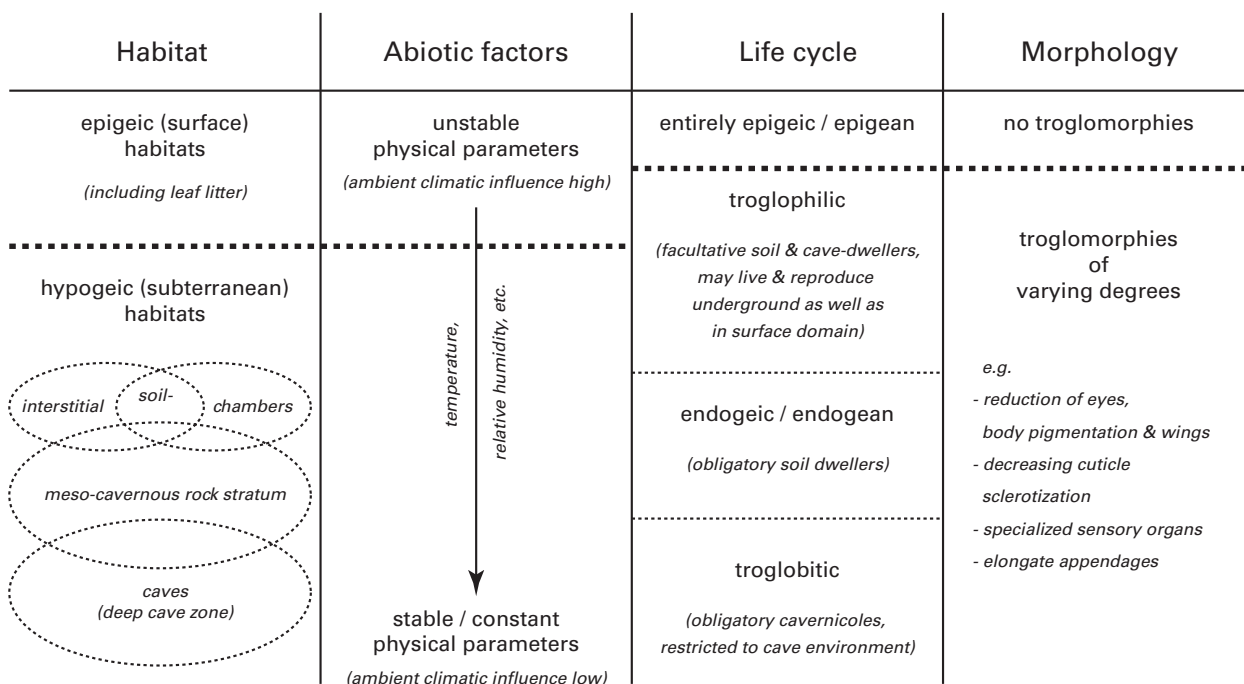 Habitat
epigeic (surface)
habitats
(including leaf litter)
hypogeic (subterranean)
habitats
interstitial
soil-
chambers
meso-cavernous rock stratum
caves
(deep cave zone)
Abiotic factors
unstable
physical parameters
(ambient climatic influence high)
temperature,
relative humidity, etc.
stable / constant
physical parameters
(ambient climatic influence low)
Life cycle
entirely epigeic / epigean
troglophilic
(facultative soil & cave-dwellers,
may live & reproduce
underground as well as
in surface domain)
endogeic / endogean
(obligatory soil dwellers)
troglobitic
(obligatory cavernicoles,
restricted to cave environment)
Morphology
no troglomorphies
troglomorphies
of
varying degrees
e.g.
- reduction of eyes,
body pigmentation & wings
- decreasing cuticle
sclerotization
- specialized sensory organs
- elongate appendages